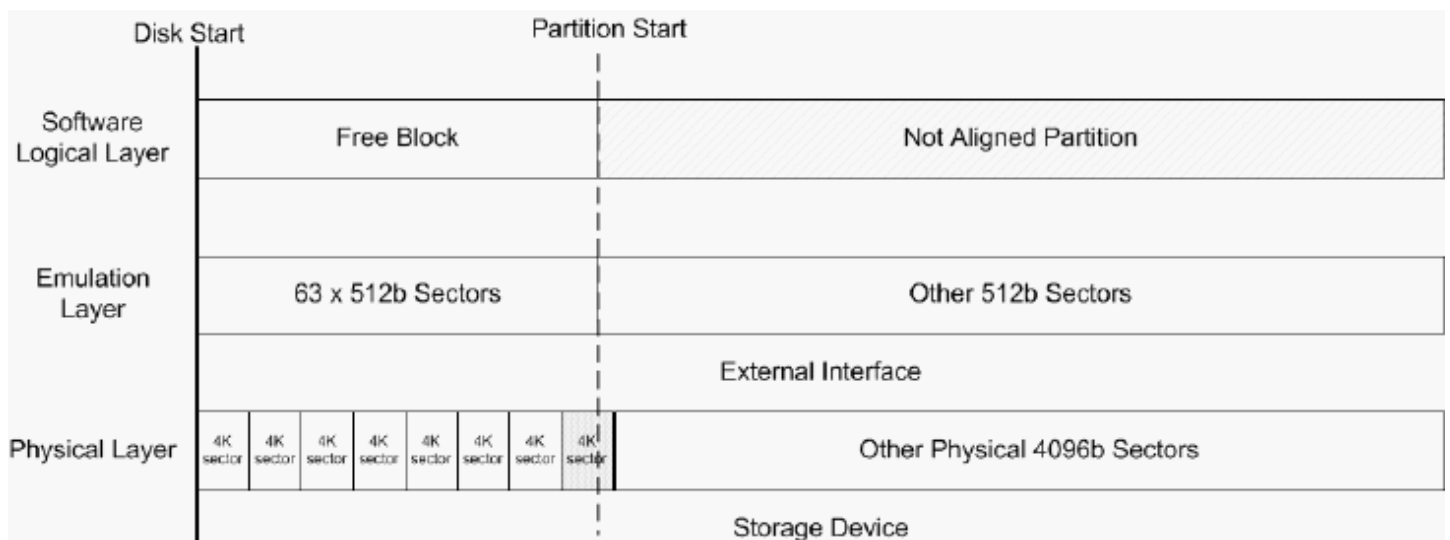 Disk Start
Partition Start
Software
Logical Layer
Free Block
Not Aligned Partition
Emulation
Layer
63 x 512b Sectors
Other 512b Sectors
External Interface
Physical Layer
4K
sector
4K
sector
4K
sector
4K
sector
4K
sector
4K
sector
4K
sector
4K
sector
Other Physical 4096b Sectors
Storage Device